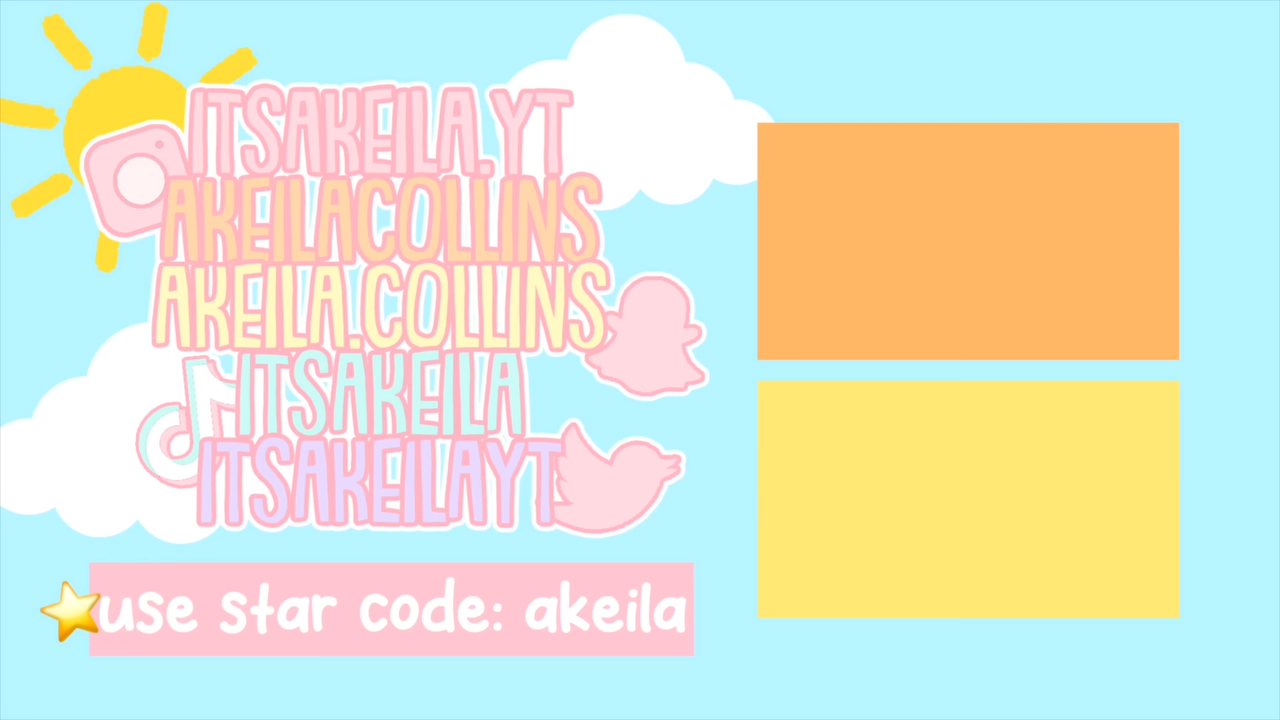 ITSAKEILA.YT
AKEILACOLLINS
AKEILA.COLLINS
ITSAKEILA
ITSAKEILAYT
use star code: akeila